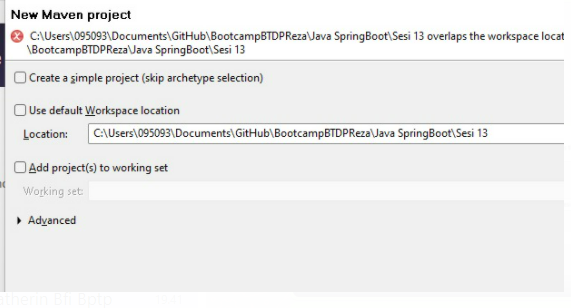 New Maven project
C:\Users\095093\Documents\GitHub\BootcampBTDPReza\Java SpringBoot\Sesi 13 overlaps the workspace locat
\BootcampBTDPReza\Java SpringBoot\Sesi 13
Create a simple project (skip archetype selection)
Use default Workspace location
Location: C:\Users\095093\Documents\GitHub\BootcampBTDPReza\Java SpringBoot\Sesi 13
Add project(s) to working set
Working set:
Advanced